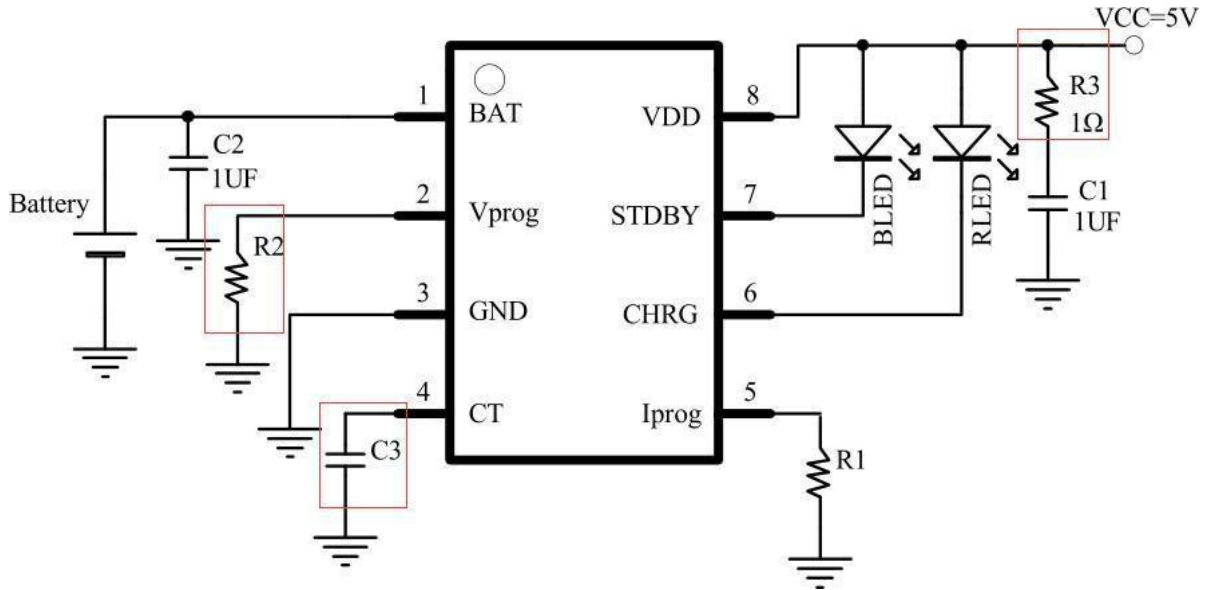 VCC=5V
1
BAT
VDD
8
R3
1Ω
C2
1UF
C1
1UF
Battery
2
Vprog
STDBY
7
BLED
RLED
R2
3
GND
CHRG
6
4
CT
Iprog
5
C3
R1